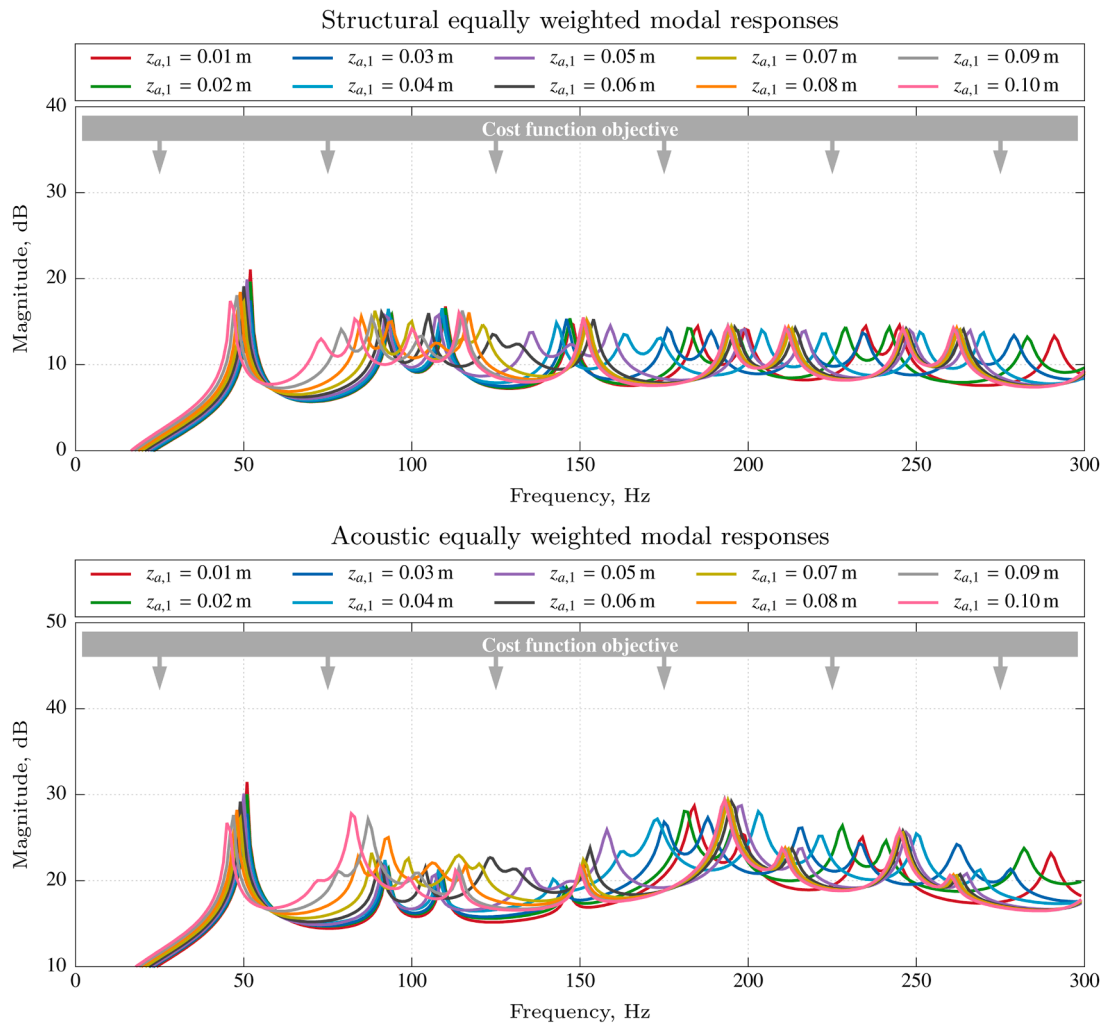 Structural equally weighted modal responses
z_{a,1} = 0.01 m z_{a,1} = 0.03 m z_{a,1} = 0.05 m z_{a,1} = 0.07 m z_{a,1} = 0.09 m
z_{a,1} = 0.02 m z_{a,1} = 0.04 m z_{a,1} = 0.06 m z_{a,1} = 0.08 m z_{a,1} = 0.10 m
40
Cost function objective
30
20
10
0
Magnitude, dB
0 50 100 150 200 250 300
Frequency, Hz
Acoustic equally weighted modal responses
z_{a,1} = 0.01 m z_{a,1} = 0.03 m z_{a,1} = 0.05 m z_{a,1} = 0.07 m z_{a,1} = 0.09 m
z_{a,1} = 0.02 m z_{a,1} = 0.04 m z_{a,1} = 0.06 m z_{a,1} = 0.08 m z_{a,1} = 0.10 m
50
Cost function objective
40
30
20
10
Magnitude, dB
0 50 100 150 200 250 300
Frequency, Hz